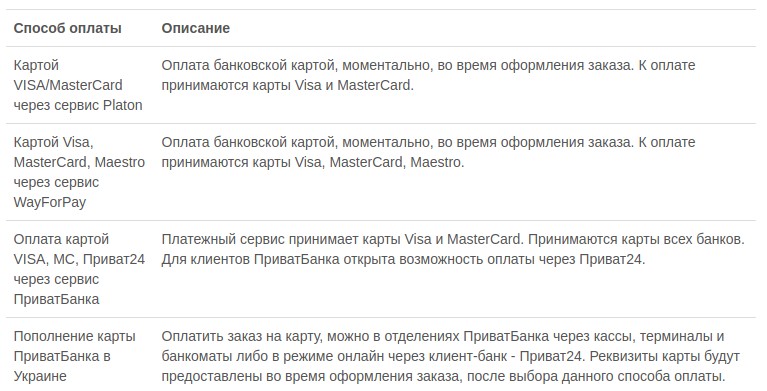 Способ оплаты Описание
Картой Оплата банковской картой, моментально, во время оформления заказа. К оплате
VISA/MasterCard принимаются карты Visa и MasterCard.
через сервис Platon
Картой Visa, Оплата банковской картой, моментально, во время оформления заказа. К оплате
MasterCard, Maestro принимаются карты Visa, MasterCard, Maestro.
через сервис
WayForPay
Оплата картой Платежный сервис принимает карты Visa и MasterCard. Принимаются карты всех банков.
VISA, MC, Приват24 Для клиентов ПриватБанка открыта возможность оплаты через Приват24.
через сервис
ПриватБанка
Пополнение карты Оплатить заказ на карту, можно в отделениях ПриватБанка через кассы, терминалы и
ПриватБанка в банкоматы либо в режиме онлайн через клиент-банк - Приват24. Реквизиты карты будут
Украине предоставлены во время оформления заказа, после выбора данного способа оплаты.